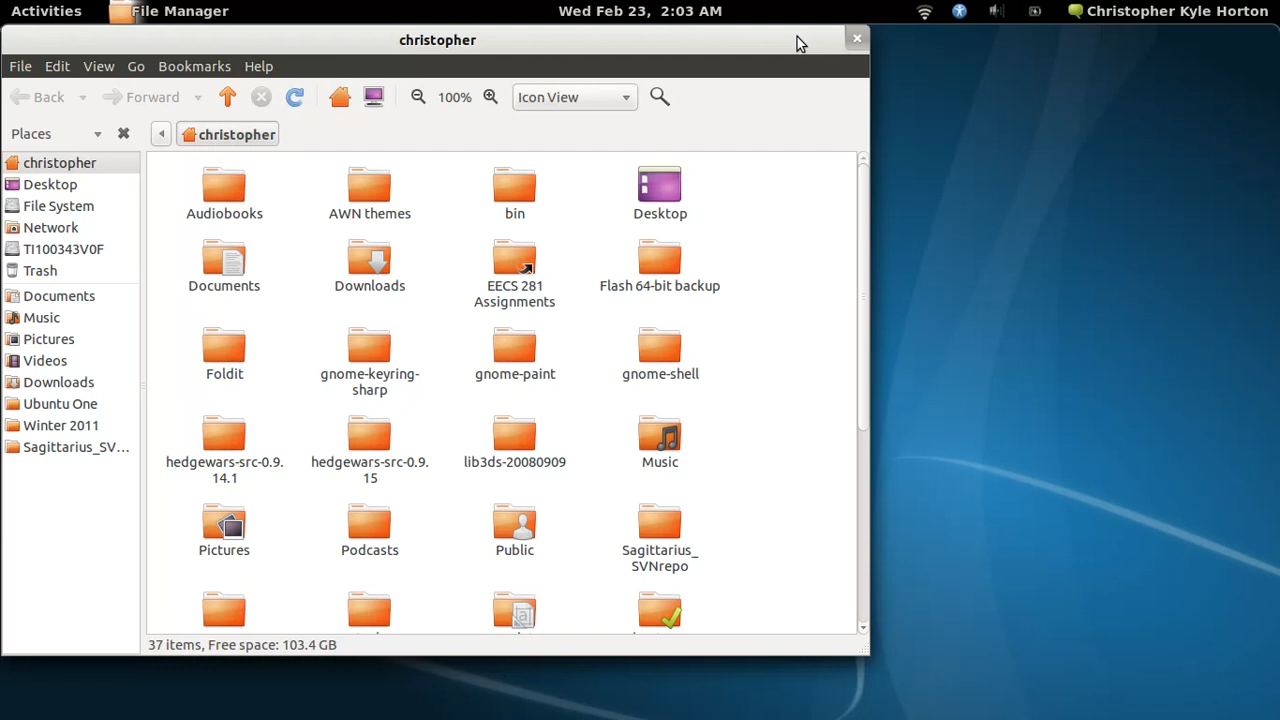 Activities File Manager Wed Feb 23, 2:03 AM Christopher Kyle Horton
christopher
File Edit View Go Bookmarks Help
Back Forward 100% Icon View
Places christopher
christopher
Desktop
File System
Network
TI100343V0F
Trash
Documents
Music
Pictures
Videos
Downloads
Ubuntu One
Winter 2011
Sagittarius_SV...
Audiobooks AWN themes bin Desktop
Documents Downloads EECS 281 Flash 64-bit backup
Assignments
Foldit gnome-keyring- gnome-paint gnome-shell
sharp
hedgewars-src-0.9. hedgewars-src-0.9. lib3ds-20080909 Music
14.1 15
Pictures Podcasts Public Sagittarius_
SVNrepo
37 items, Free space: 103.4 GB